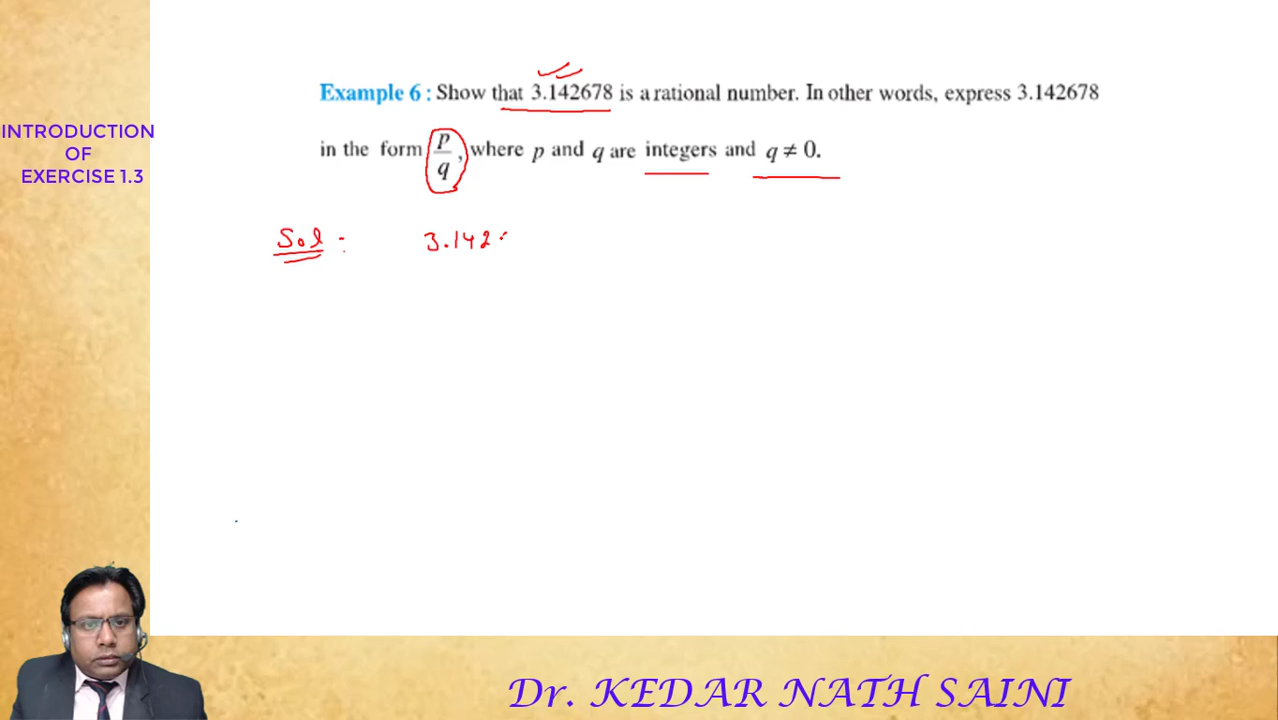 INTRODUCTION
OF
EXERCISE 1.3
Example 6 : Show that 3.142678 is a rational number. In other words, express 3.142678
in the form p/q, where p and q are integers and q ≠ 0.
Sol : 3.142
Dr. KEDAR NATH SAINI